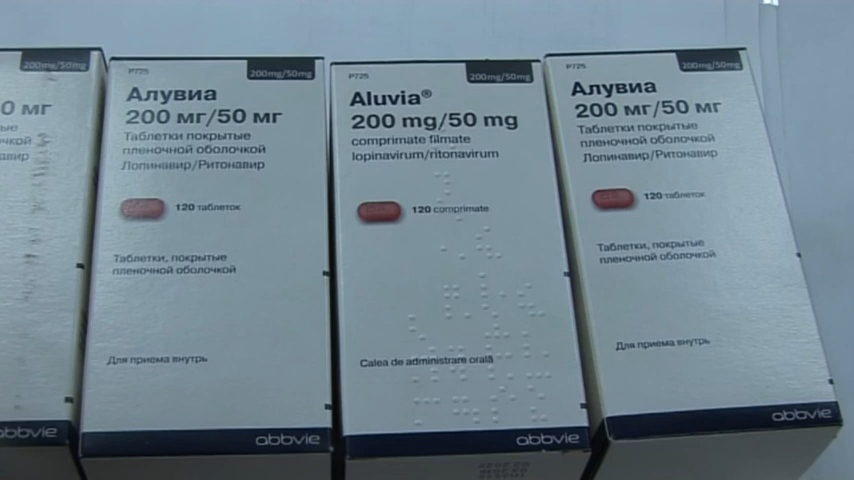 200mg/50mg
0 мг
abbvie
P725
200mg/50mg
Алувиа
200 мг/50 мг
Таблетки покрытые
пленочной оболочкой
Лопинавир/Ритонавир
120 таблеток
Таблетки, покрытые
пленочной оболочкой
Для приема внутрь
abbvie
P725
200mg/50mg
Aluvia®
200 mg/50 mg
comprimate filmate
lopinavirum/ritonavirum
120 comprimate
Calea de administrare orală
abbvie
P725
200mg/50mg
Алувиа
200 мг/50 мг
Таблетки покрытые
пленочной оболочкой
Лопинавир/Ритонавир
120 таблеток
Таблетки, покрытые
пленочной оболочкой
Для приема внутрь
abbvie